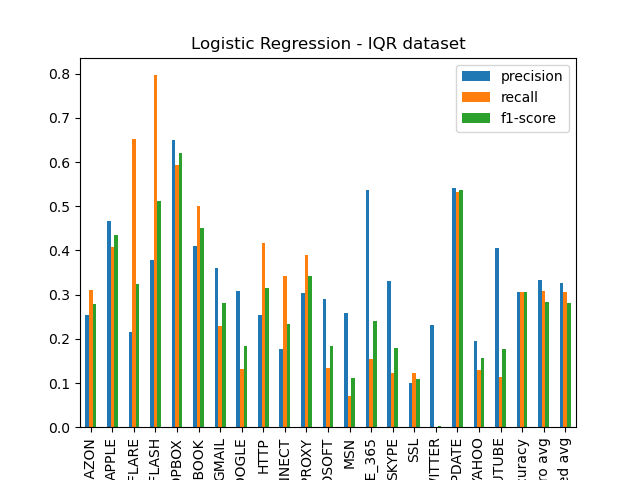 Logistic Regression - IQR dataset
precision
recall
f1-score
0.8
0.7
0.6
0.5
0.4
0.3
0.2
0.1
0.0
AZON
APPLE
FLARE
FLASH
OPBOX
BOOK
GMAIL
OOGLE
HTTP
NNECT
PROXY
OSOFT
MSN
E_365
SKYPE
SSL
WITTER
PDATE
YAHOO
UTUBE
curacy
ro avg
ed avg